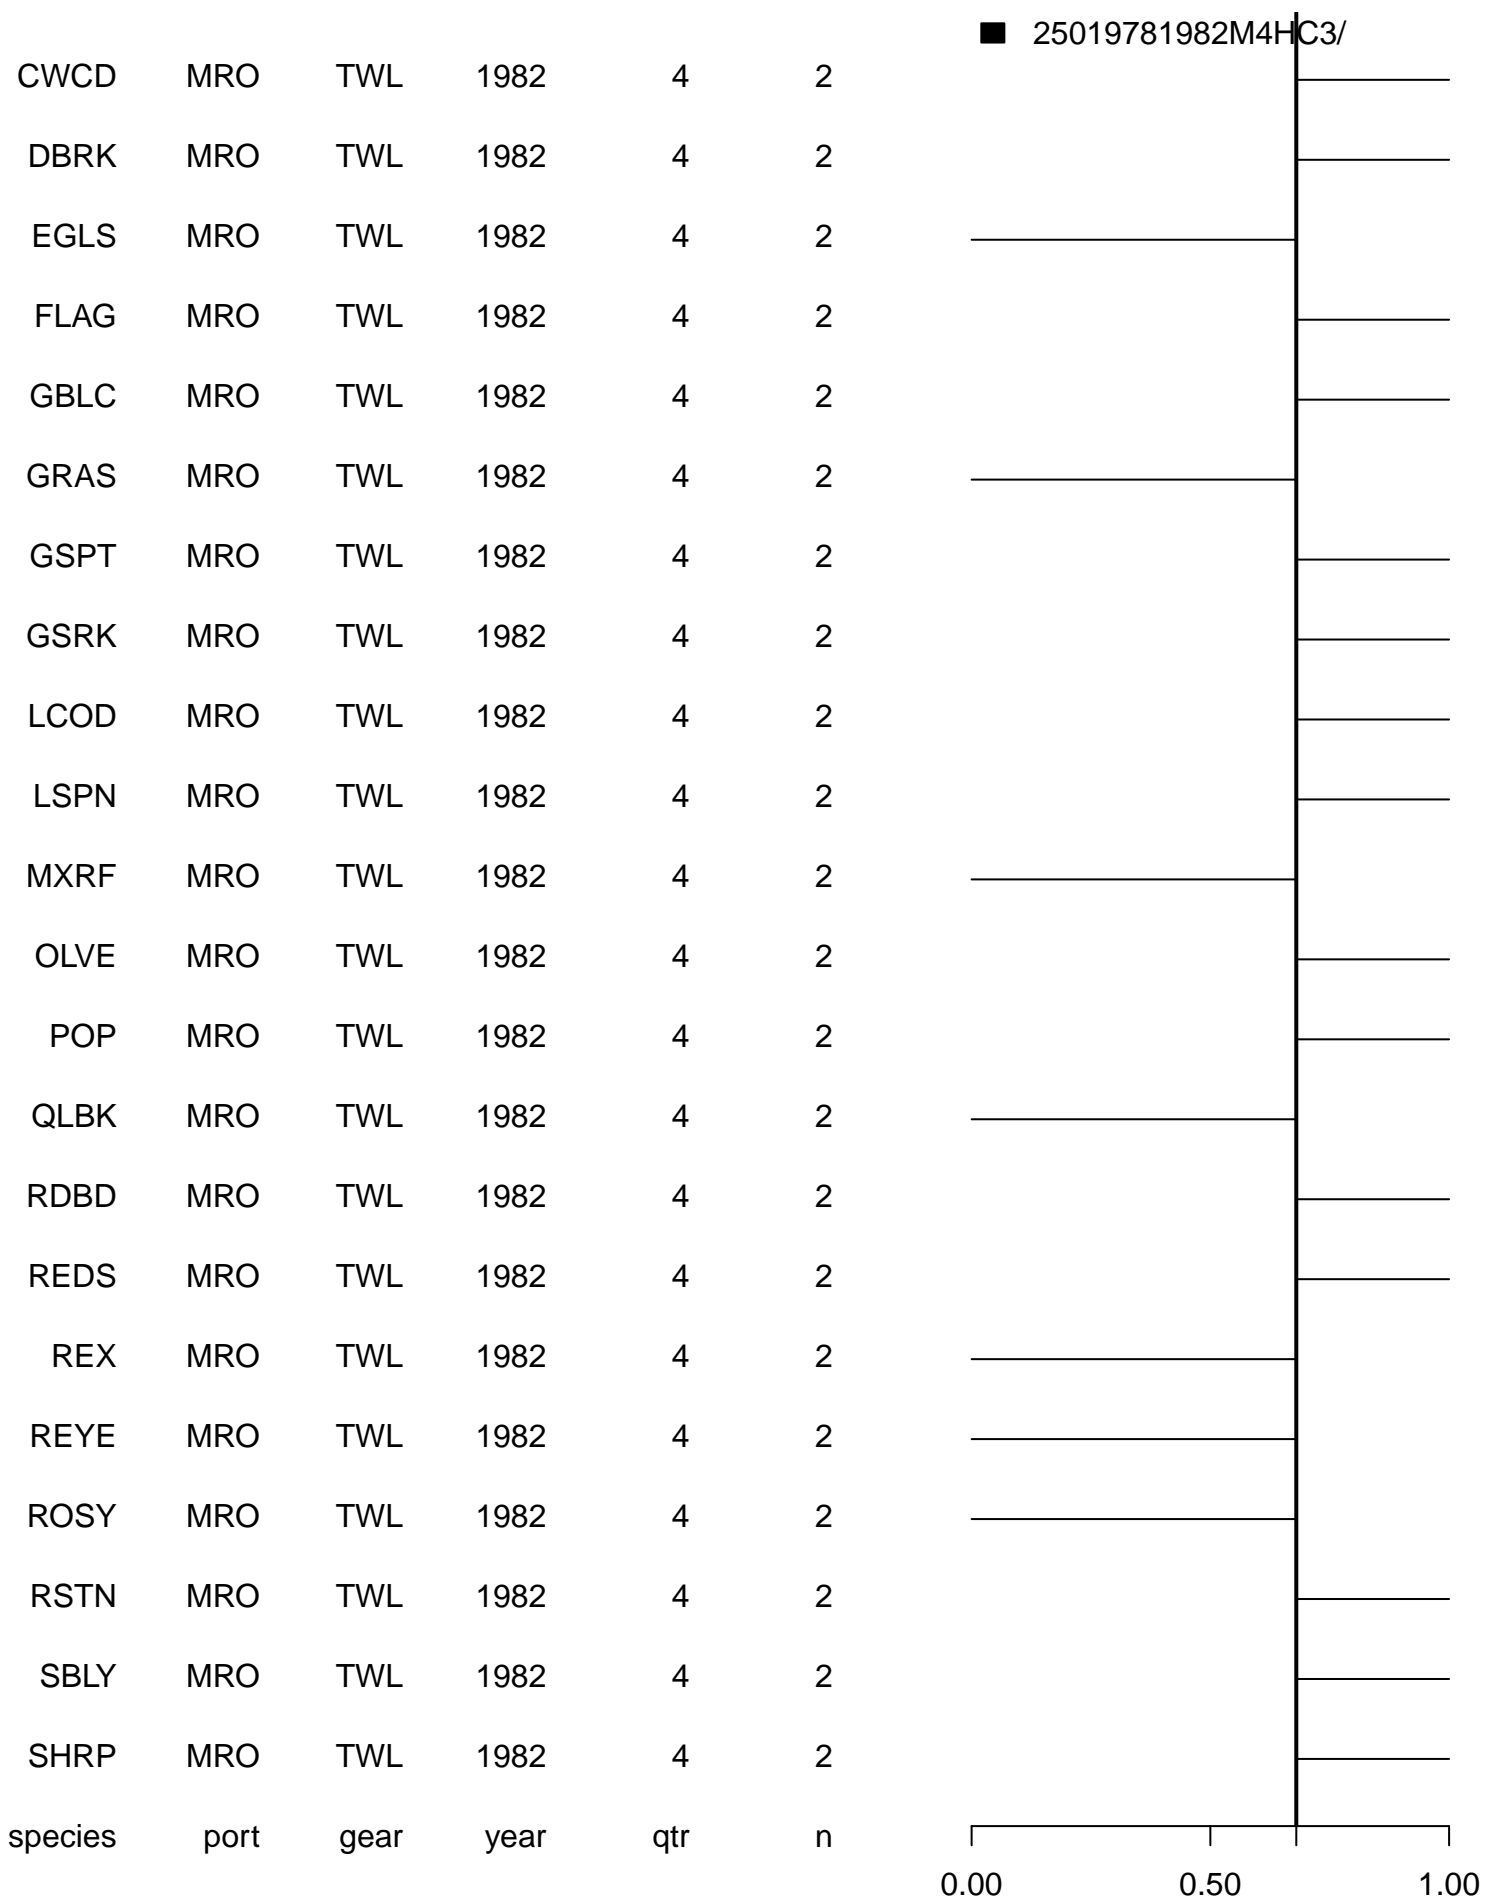 25019781982M4HC3/
CWCD MRO TWL 1982 4 2
DBRK MRO TWL 1982 4 2
EGLS MRO TWL 1982 4 2
FLAG MRO TWL 1982 4 2
GBLC MRO TWL 1982 4 2
GRAS MRO TWL 1982 4 2
GSPT MRO TWL 1982 4 2
GSRK MRO TWL 1982 4 2
LCOD MRO TWL 1982 4 2
LSPN MRO TWL 1982 4 2
MXRF MRO TWL 1982 4 2
OLVE MRO TWL 1982 4 2
POP MRO TWL 1982 4 2
QLBK MRO TWL 1982 4 2
RDBD MRO TWL 1982 4 2
REDS MRO TWL 1982 4 2
REX MRO TWL 1982 4 2
REYE MRO TWL 1982 4 2
ROSY MRO TWL 1982 4 2
RSTN MRO TWL 1982 4 2
SBLY MRO TWL 1982 4 2
SHRP MRO TWL 1982 4 2
species port gear year qtr n
0.00 0.50 1.00